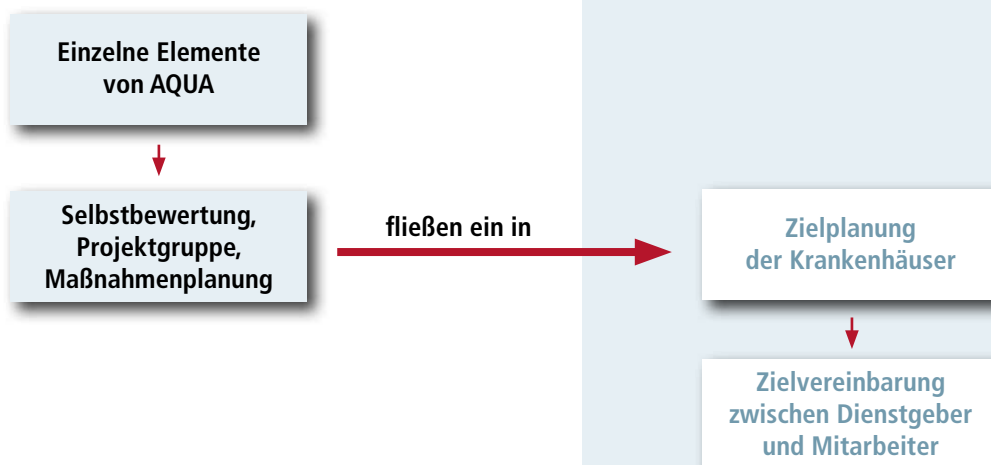 Einzelne Elemente
von AQUA
Selbstbewertung,
Projektgruppe,
Maßnahmenplanung
fließen ein in
Zielplanung
der Krankenhäuser
Zielvereinbarung
zwischen Dienstgeber
und Mitarbeiter